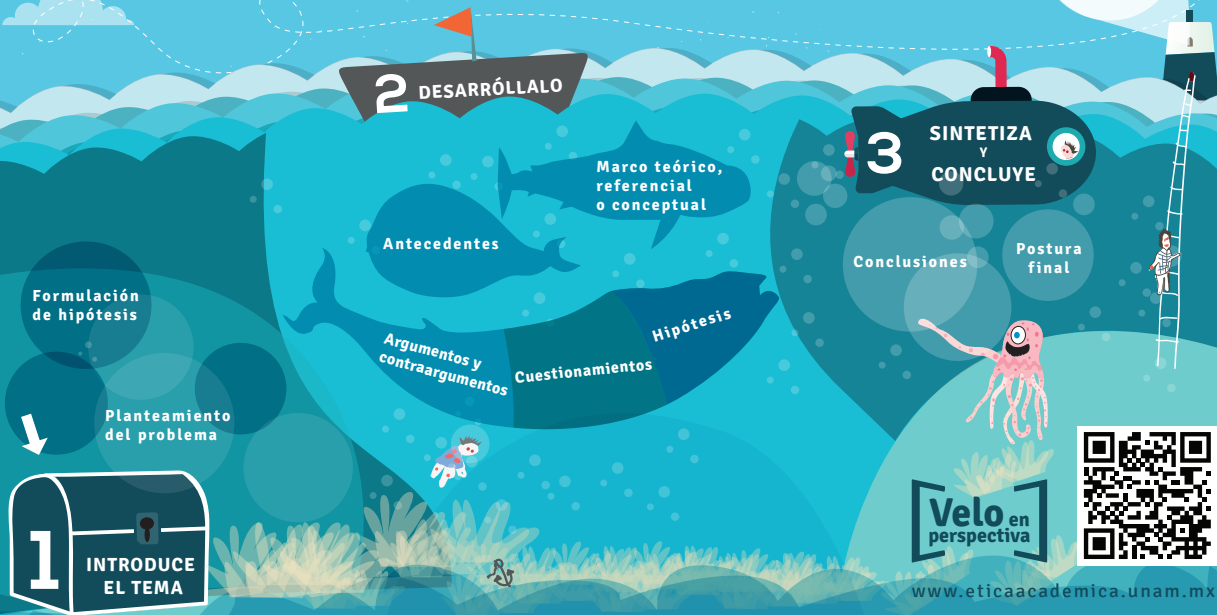 1
INTRODUCE
EL TEMA
Planteamiento
del problema
Formulación
de hipótesis
2 DESARRÓLLALO
Antecedentes
Marco teórico,
referencial
o conceptual
Argumentos y
contraargumentos
Cuestionamientos
Hipótesis
3
SINTETIZA
Y
CONCLUYE
Conclusiones
Postura
final
Velo en
perspectiva
www.eticaacademica.unam.mx